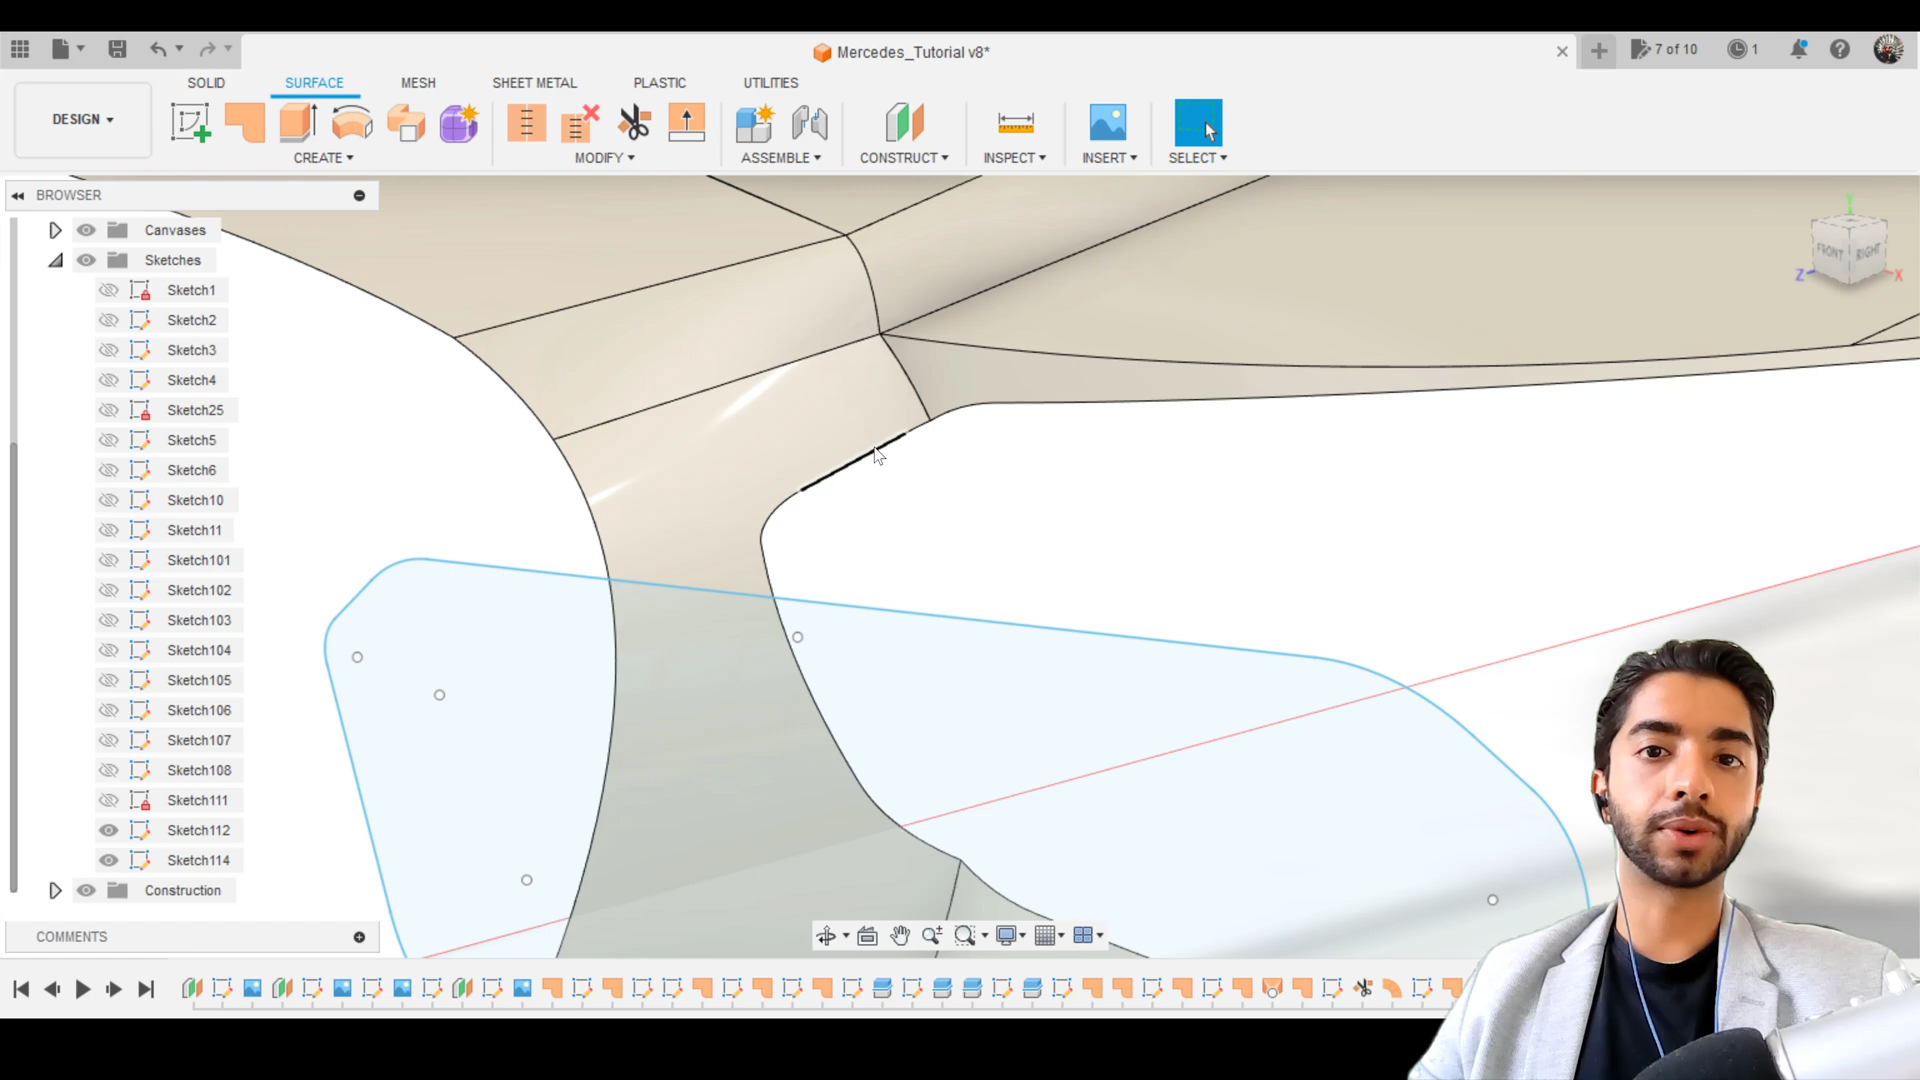 Mercedes_Tutorial v8*
7 of 10
1
DESIGN
SOLID
SURFACE
MESH
SHEET METAL
PLASTIC
UTILITIES
CREATE
MODIFY
ASSEMBLE
CONSTRUCT
INSPECT
INSERT
SELECT
BROWSER
Canvases
Sketches
Sketch1
Sketch2
Sketch3
Sketch4
Sketch25
Sketch5
Sketch6
Sketch10
Sketch11
Sketch101
Sketch102
Sketch103
Sketch104
Sketch105
Sketch106
Sketch107
Sketch108
Sketch111
Sketch112
Sketch114
Construction
COMMENTS
Y
FRONT
RIGHT
Z
X